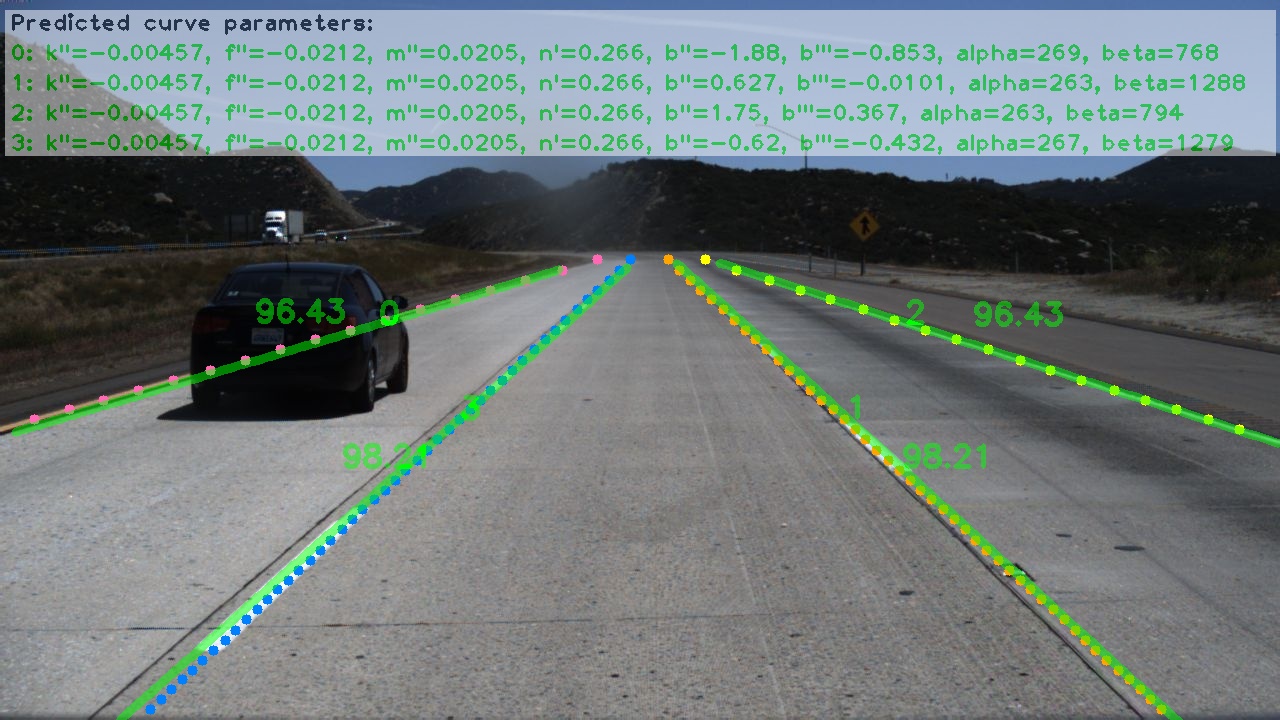 Predicted curve parameters:
0: k''=-0.00457, f''=-0.0212, m''=0.0205, n'=0.266, b''=-1.88, b'''=-0.853, alpha=269, beta=768
1: k''=-0.00457, f''=-0.0212, m''=0.0205, n'=0.266, b''=0.627, b'''=-0.0101, alpha=263, beta=1288
2: k''=-0.00457, f''=-0.0212, m''=0.0205, n'=0.266, b''=1.75, b'''=0.367, alpha=263, beta=794
3: k''=-0.00457, f''=-0.0212, m''=0.0205, n'=0.266, b''=-0.62, b'''=-0.432, alpha=267, beta=1279
96.43 0
2 96.43
3
1
98.21
98.21